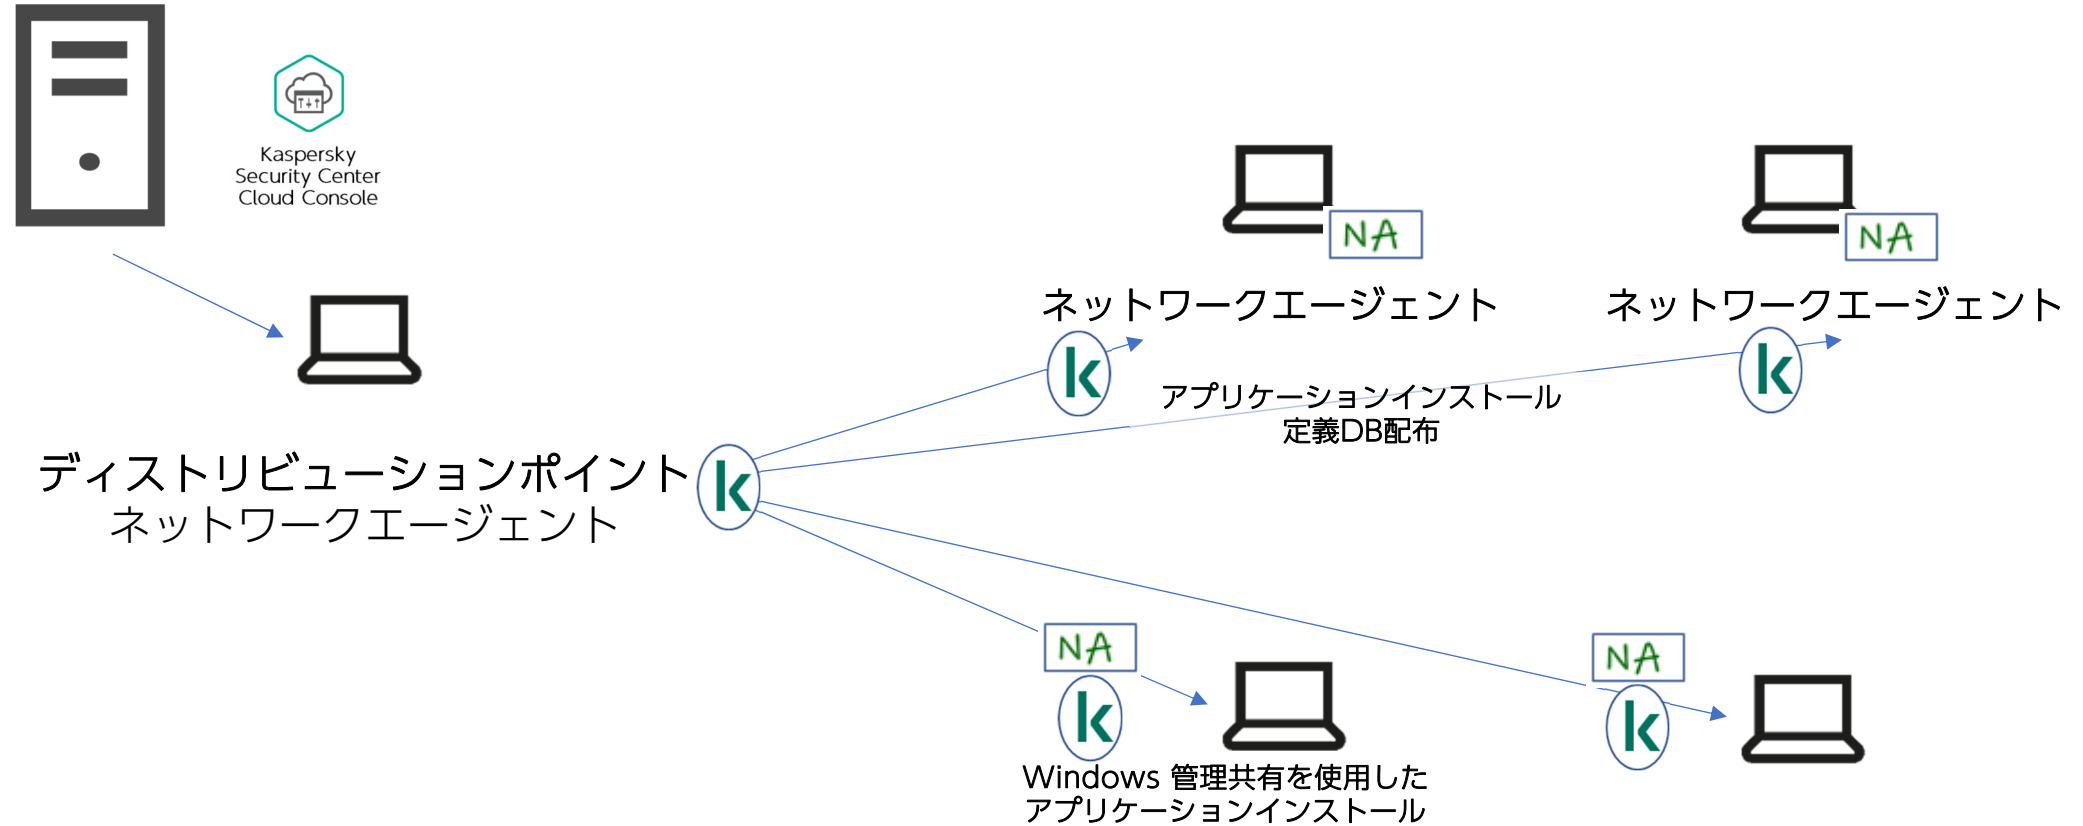 Kaspersky
Security Center
Cloud Console
NA
NA
ネットワークエージェント
ネットワークエージェント
k
k
アプリケーションインストール
定義DB配布
ディストリビューションポイント
ネットワークエージェント
k
NA
NA
k
k
Windows 管理共有を使用した
アプリケーションインストール